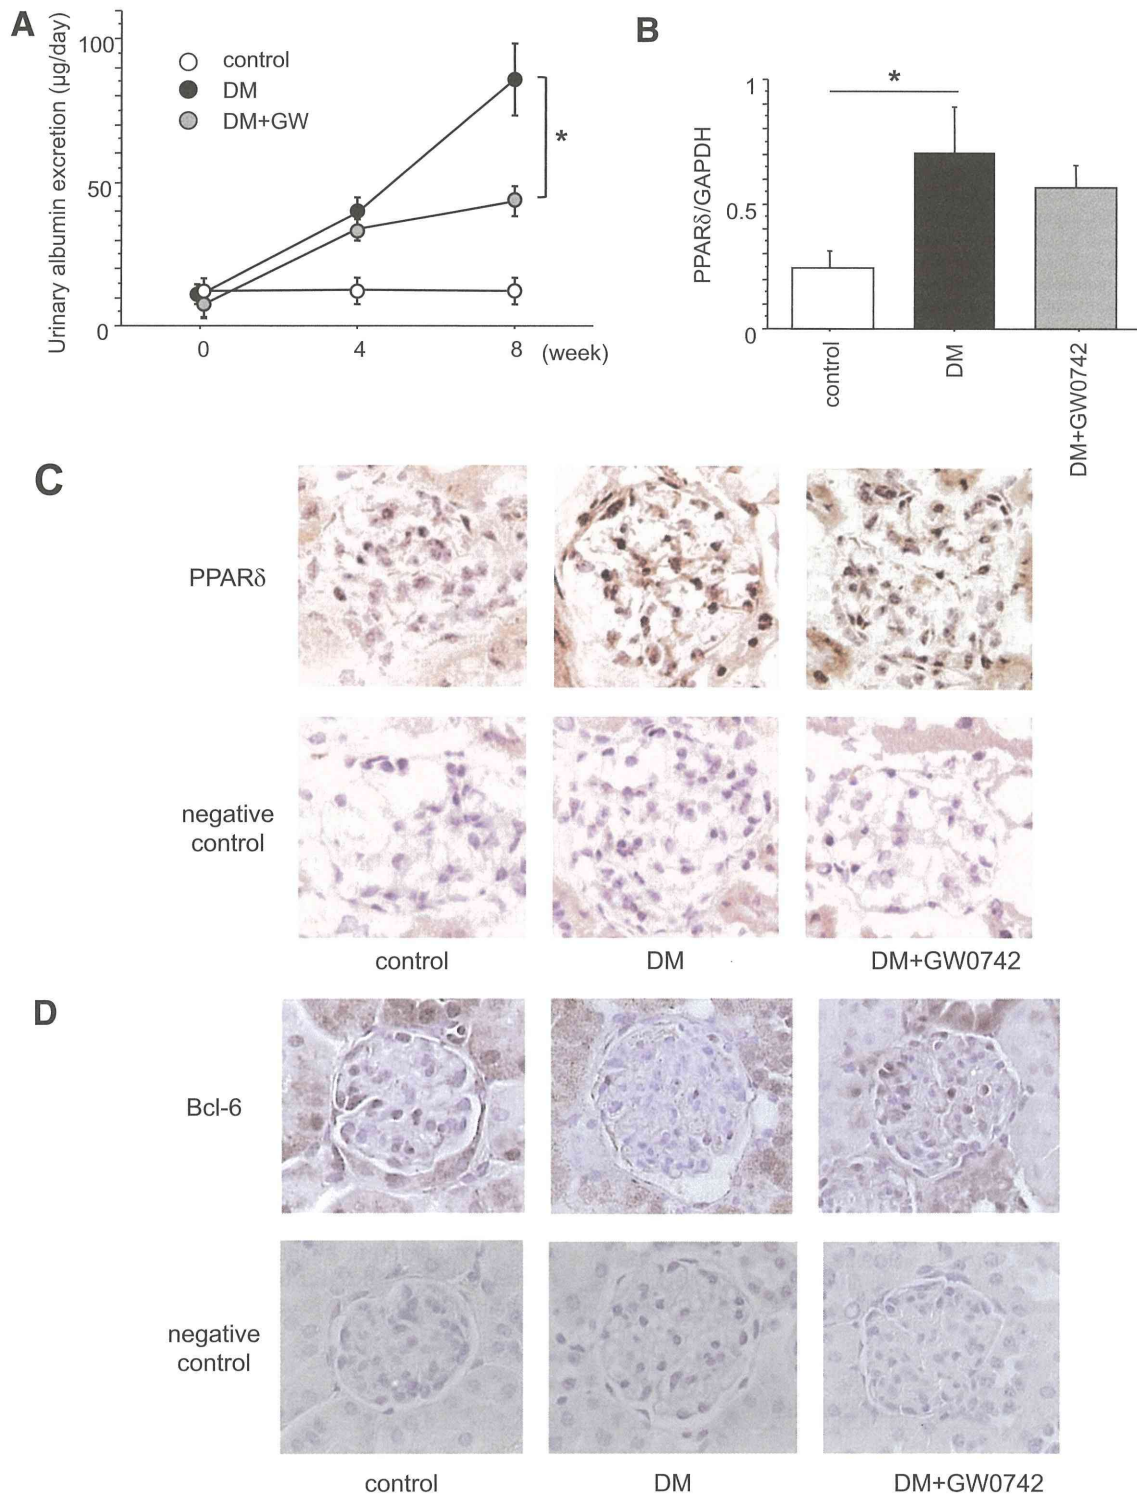 A
Urinary albumin excretion (μg/day)
100
50
0
control
DM
DM+GW
*
0 4 8 (week)
B
PPARδ/GAPDH
1
0.5
0
*
control
DM
DM+GW0742
C
PPARδ
negative
control
control DM DM+GW0742
D
Bcl-6
negative
control
control DM DM+GW0742